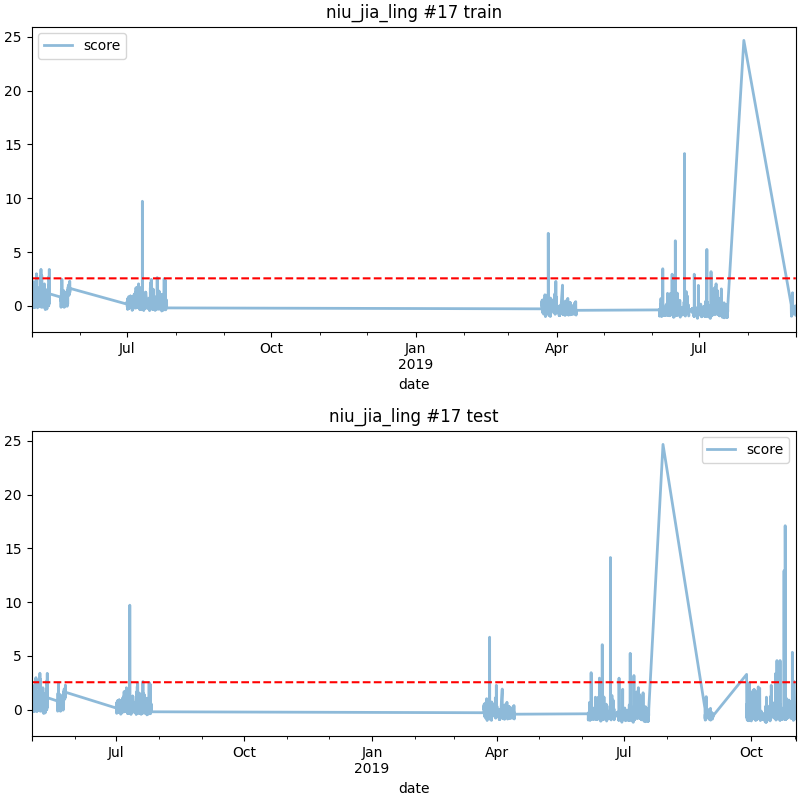 niu_jia_ling #17 train
25
20
15
10
5
0
score
Jul
Oct
Jan
2019
Apr
Jul
date
niu_jia_ling #17 test
25
20
15
10
5
0
score
Jul
Oct
Jan
2019
Apr
Jul
Oct
date